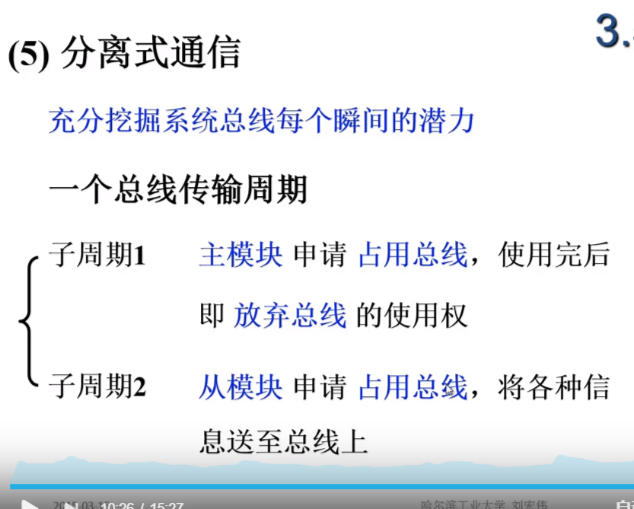 3.
(5) 分离式通信
充分挖掘系统总线每个瞬间的潜力
一个总线传输周期
子周期1 主模块 申请 占用总线，使用完后
即 放弃总线 的使用权
子周期2 从模块 申请 占用总线，将各种信
息送至总线上
10:26 / 15:27
哈尔滨工业大学 刘宏伟